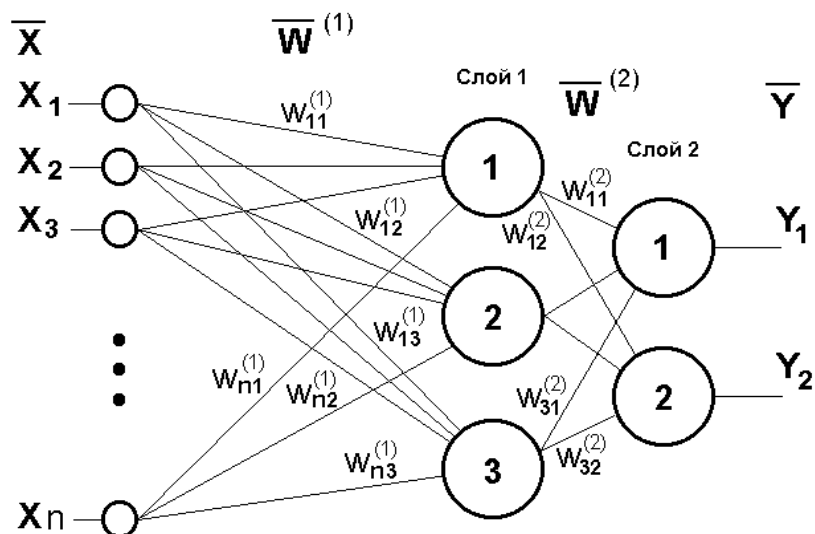 X̅
W̅⁽¹⁾
Слой 1
W̅⁽²⁾
Y̅
Слой 2
X₁
X₂
X₃
Xn
W₁₁⁽¹⁾
W₁₂⁽¹⁾
W₁₃⁽¹⁾
Wn₁⁽¹⁾
Wn₂⁽¹⁾
Wn₃⁽¹⁾
1
2
3
W₁₁⁽²⁾
W₁₂⁽²⁾
W₃₁⁽²⁾
W₃₂⁽²⁾
1
2
Y₁
Y₂